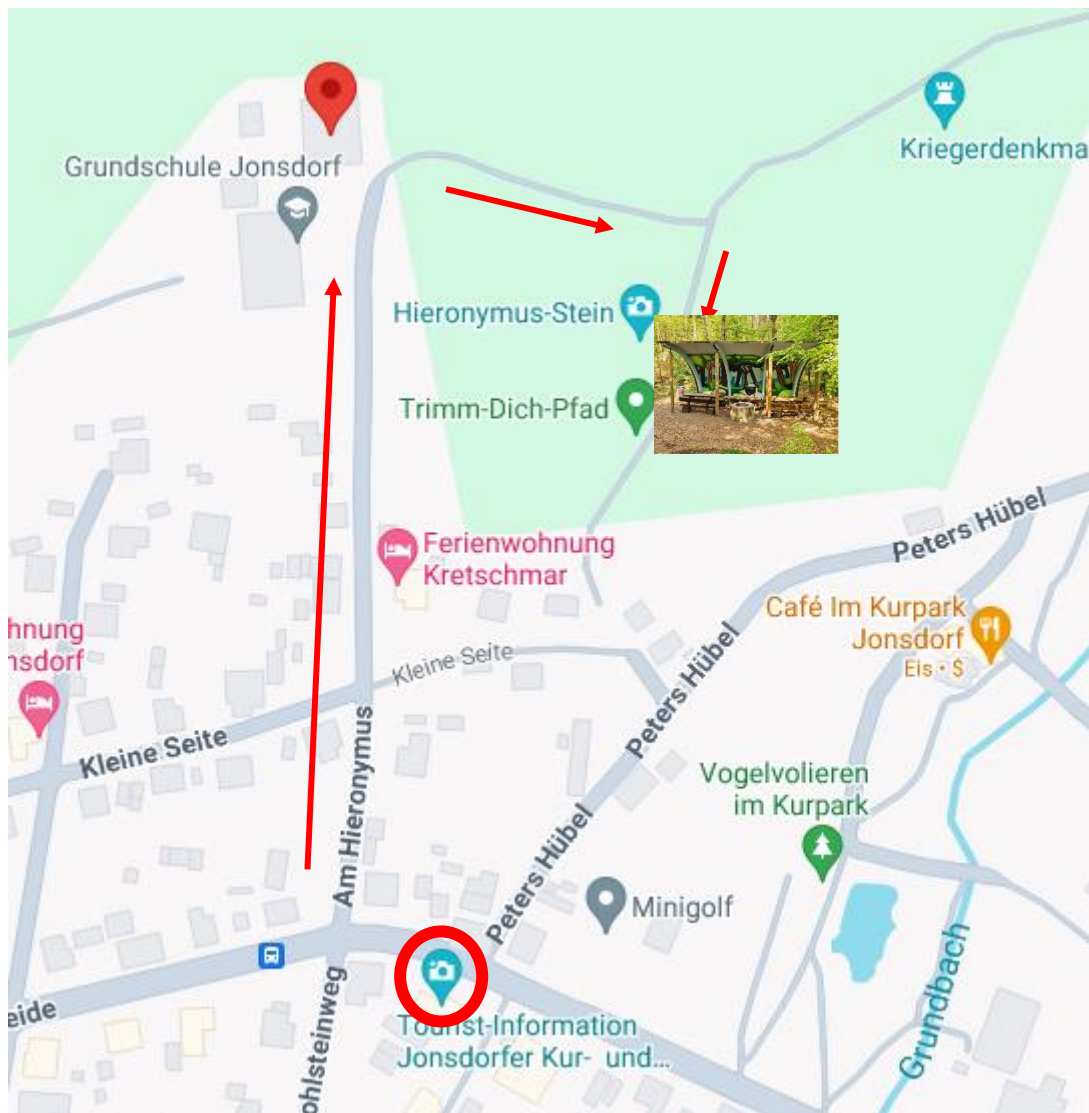 Kriegerdenkma
Grundschule Jonsdorf
Hieronymus-Stein
Trimm-Dich-Pfad
Peters Hübel
Ferienwohnung
Kretschmar
Café Im Kurpark
Jonsdorf
Eis · $
hnung
nsdorf
Kleine Seite
Peters Hübel
Kleine Seite
Am Hieronymus
Vogelvolieren
im Kurpark
Peters Hübel
Minigolf
eide
ohlsteinweg
Tourist-Information
Jonsdorfer Kur- und...
Grundbach